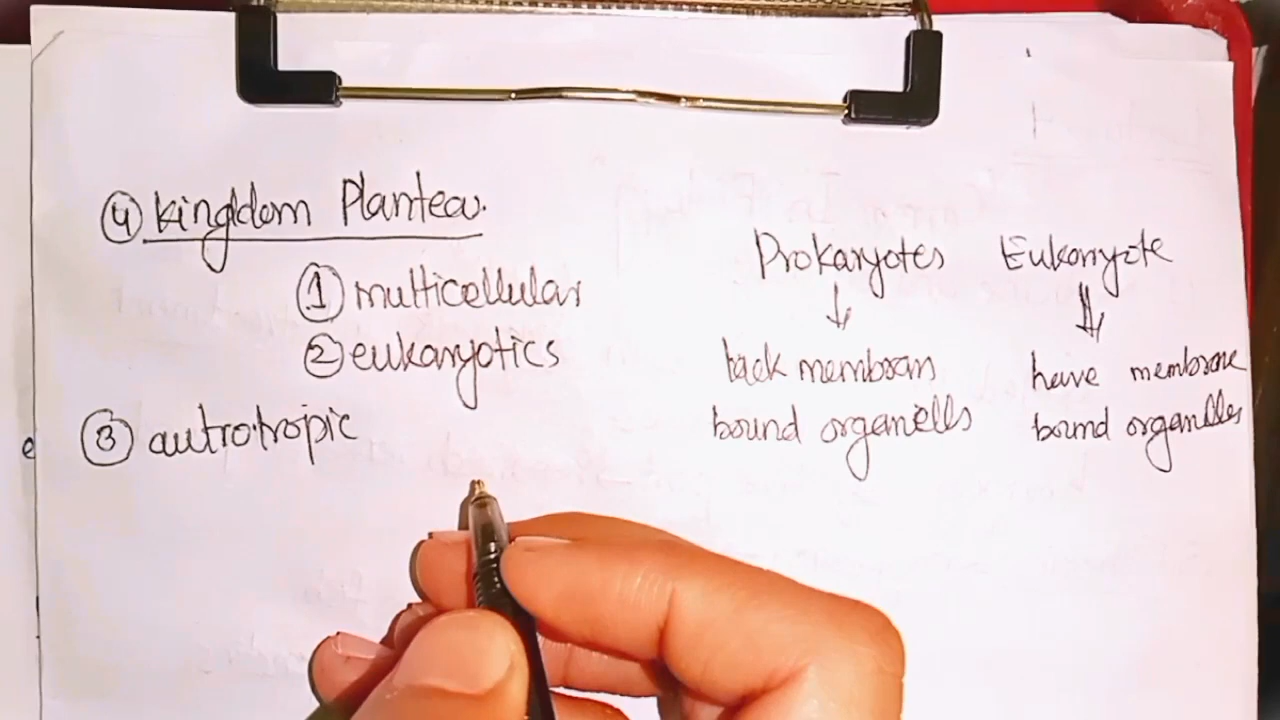 ④ Kingdom Plantea.
① multicellular
② eukaryotics
③ autrotropic
Prokaryotes
↓
lack membran
bound organells
Eukaryote
⇓
have membrane
bound organelles